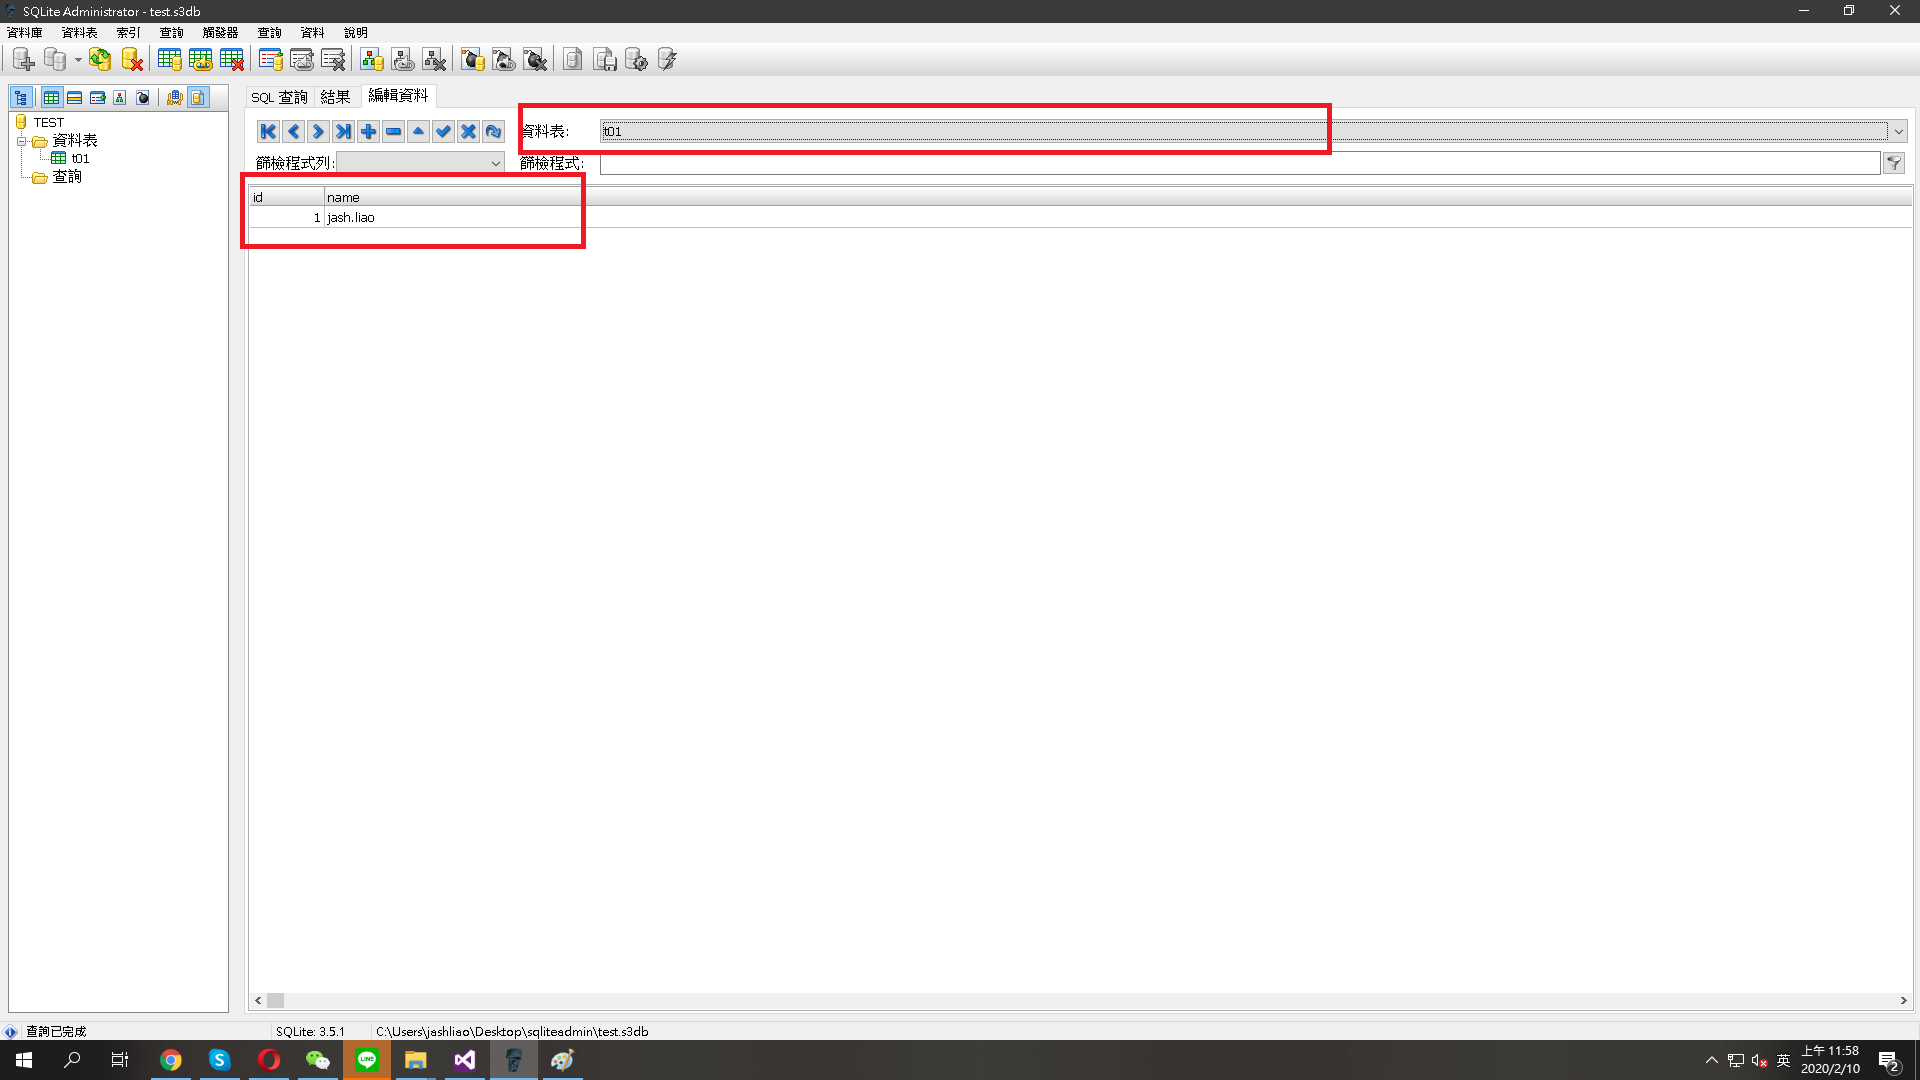 SQLite Administrator - test.s3db
資料庫 資料表 索引 查詢 觸發器 查詢 資料 說明
SQL 查詢 結果 編輯資料
TEST
資料表
t01
查詢
資料表: t01
篩檢程式列: 篩檢程式:
id name
1 jash.liao
查詢已完成 SQLite: 3.5.1 C:\Users\jashliao\Desktop\sqliteadmin\test.s3db
LINE
英
上午 11:58
2020/2/10
2